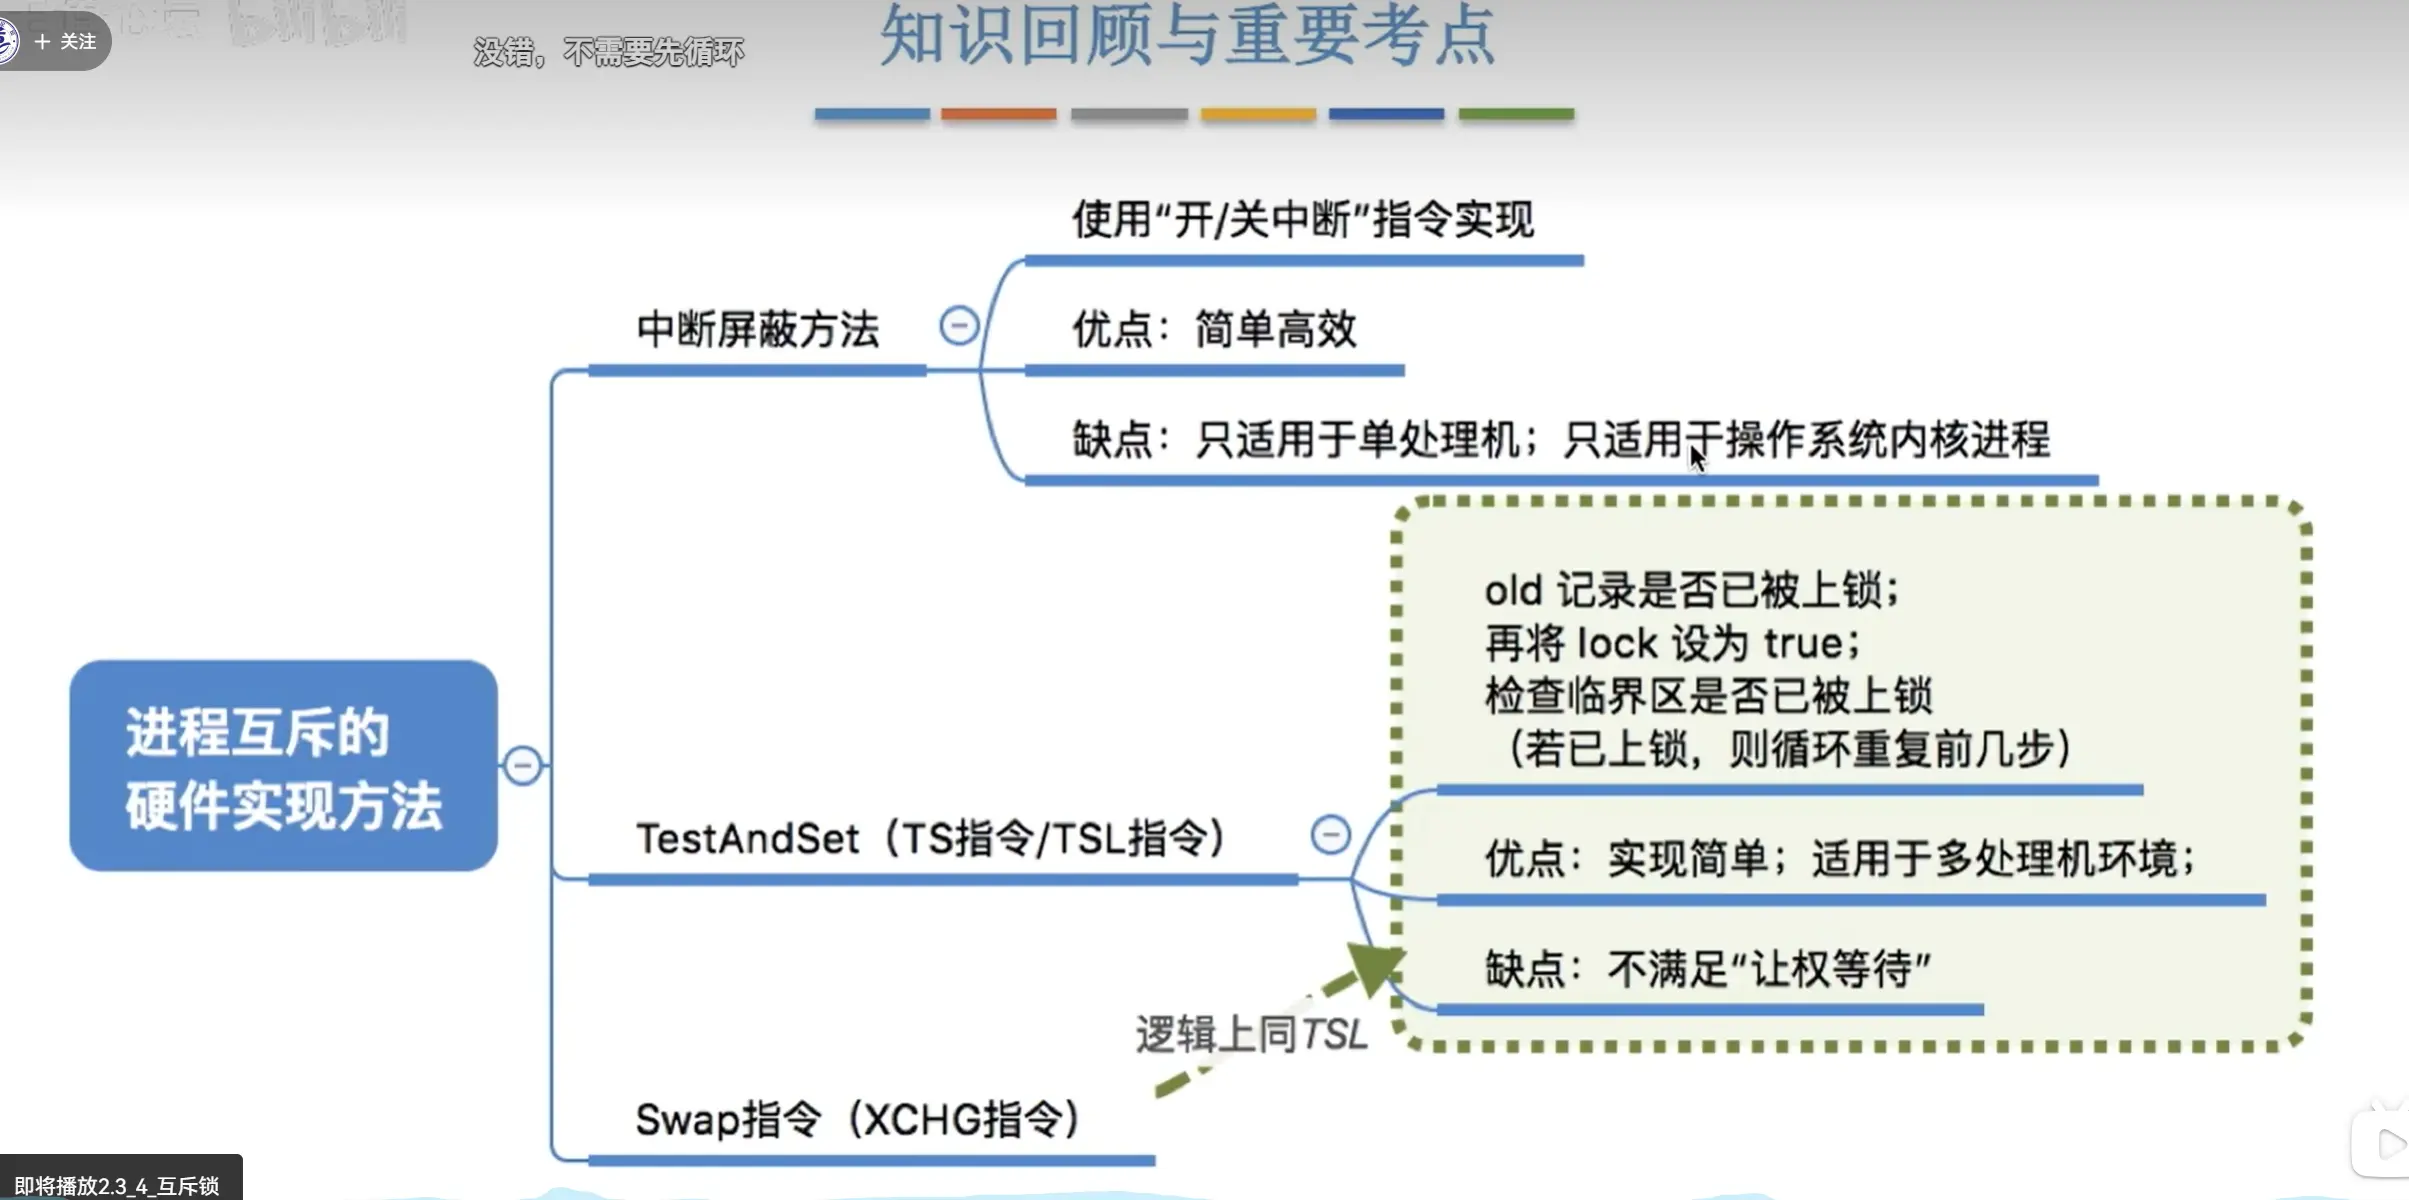 + 关注
没错，不需要先循环
知识回顾与重要考点
使用“开/关中断”指令实现
中断屏蔽方法
优点：简单高效
缺点：只适用于单处理机；只适用于操作系统内核进程
进程互斥的
硬件实现方法
TestAndSet（TS指令/TSL指令）
old 记录是否已被上锁；
再将 lock 设为 true；
检查临界区是否已被上锁
（若已上锁，则循环重复前几步）
优点：实现简单；适用于多处理机环境；
缺点：不满足“让权等待”
逻辑上同TSL
Swap指令（XCHG指令）
即将播放2.3_4_互斥锁